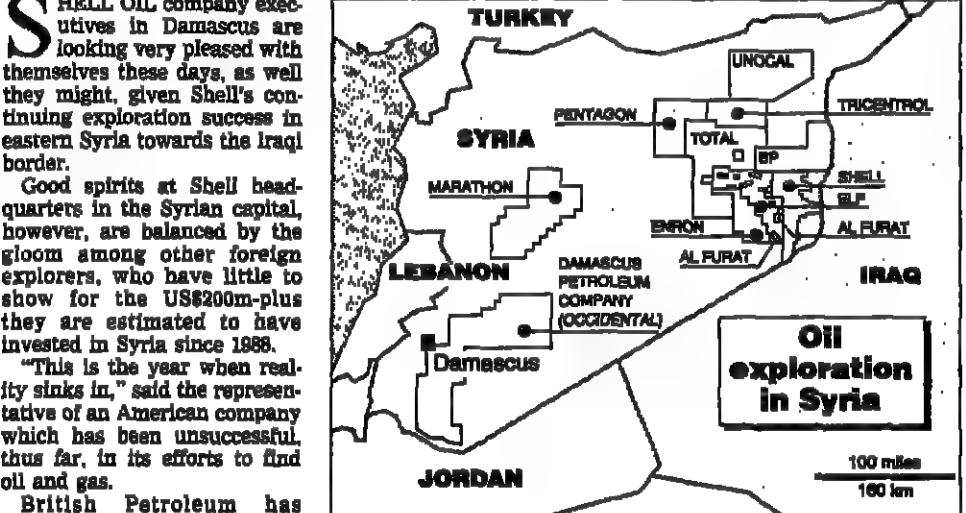 SHELL OIL company exec-
utives in Damascus are
looking very pleased with
themselves these days, as well
they might, given Shell's con-
tinuing exploration success in
eastern Syria towards the Iraqi
border.
Good spirits at Shell head-
quarters in the Syrian capital,
however, are balanced by the
gloom among other foreign
explorers, who have little to
show for the US$200m-plus
they are estimated to have
invested in Syria since 1988.
"This is the year when real-
ity sinks in," said the represen-
tative of an American company
which has been unsuccessful,
thus far, in its efforts to find
oil and gas.
British Petroleum has
TURKEY
UNOCAL
PENTAGON
TRICENTROL
SYRIA
TOTAL
BP
MARATHON
SHELL
ELF
ENRON
AL FURAT
AL FURAT
LEBANON
IRAQ
DAMASCUS
PETROLEUM
COMPANY
(OCCIDENTAL)
Damascus
Oil
exploration
in Syria
JORDAN
100 miles
160 km